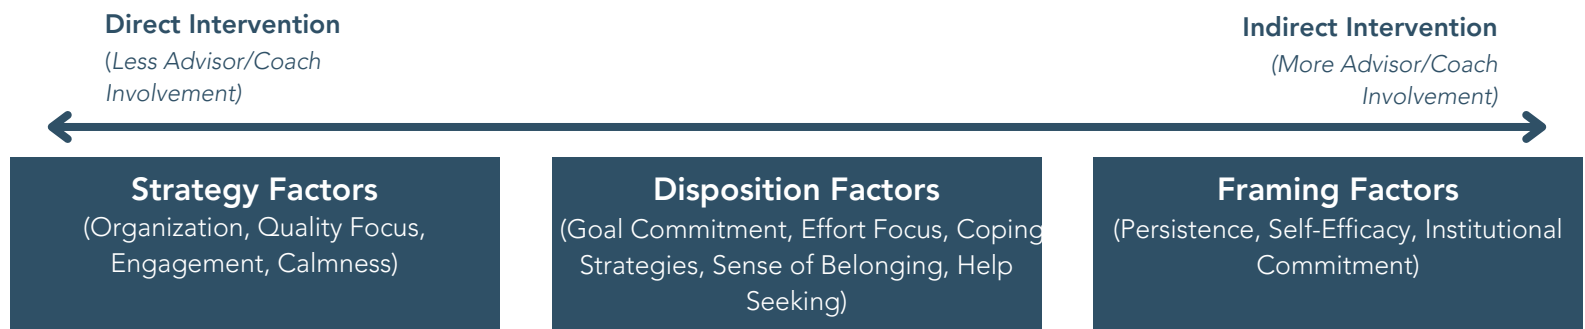 Direct Intervention
(Less Advisor/Coach
Involvement)
Indirect Intervention
(More Advisor/Coach
Involvement)
Strategy Factors
(Organization, Quality Focus,
Engagement, Calmness)
Disposition Factors
(Goal Commitment, Effort Focus, Coping
Strategies, Sense of Belonging, Help
Seeking)
Framing Factors
(Persistence, Self-Efficacy, Institutional
Commitment)